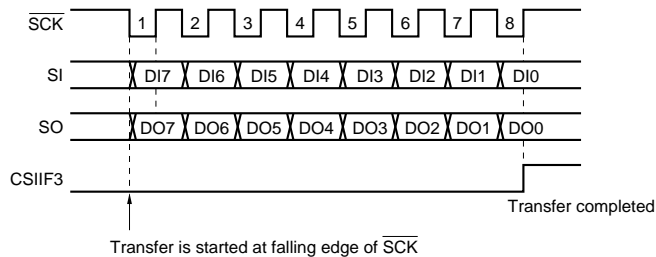 SCK 1 2 3 4 5 6 7 8
SI DI7 DI6 DI5 DI4 DI3 DI2 DI1 DI0
SO DO7 DO6 DO5 DO4 DO3 DO2 DO1 DO0
CSIIF3
Transfer completed
Transfer is started at falling edge of SCK